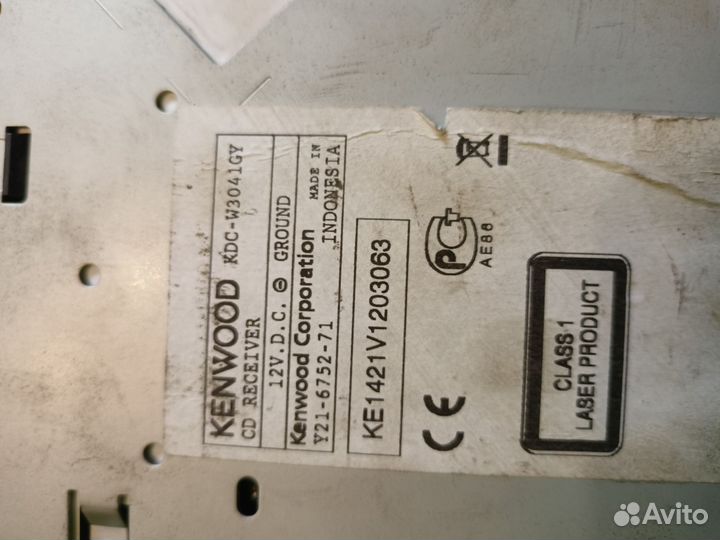 KENWOOD KDC-W3041GY
CD RECEIVER
12V.D.C. ⊖ GROUND
Kenwood Corporation MADE IN
Y21-6752-71 INDONESIA
KE1421V1203063
РСТ
AE86
CE
CLASS 1
LASER PRODUCT
Avito